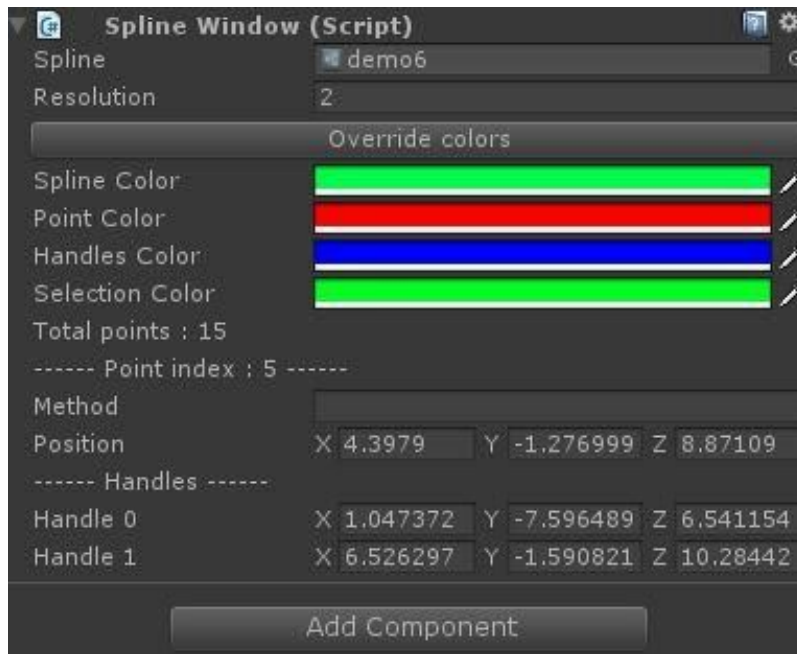 Spline Window (Script)
Spline demo6
Resolution 2
Override colors
Spline Color
Point Color
Handles Color
Selection Color
Total points : 15
------ Point index : 5 ------
Method
Position X 4.3979 Y -1.276999 Z 8.87109
------ Handles ------
Handle 0 X 1.047372 Y -7.596489 Z 6.541154
Handle 1 X 6.526297 Y -1.590821 Z 10.28442
Add Component